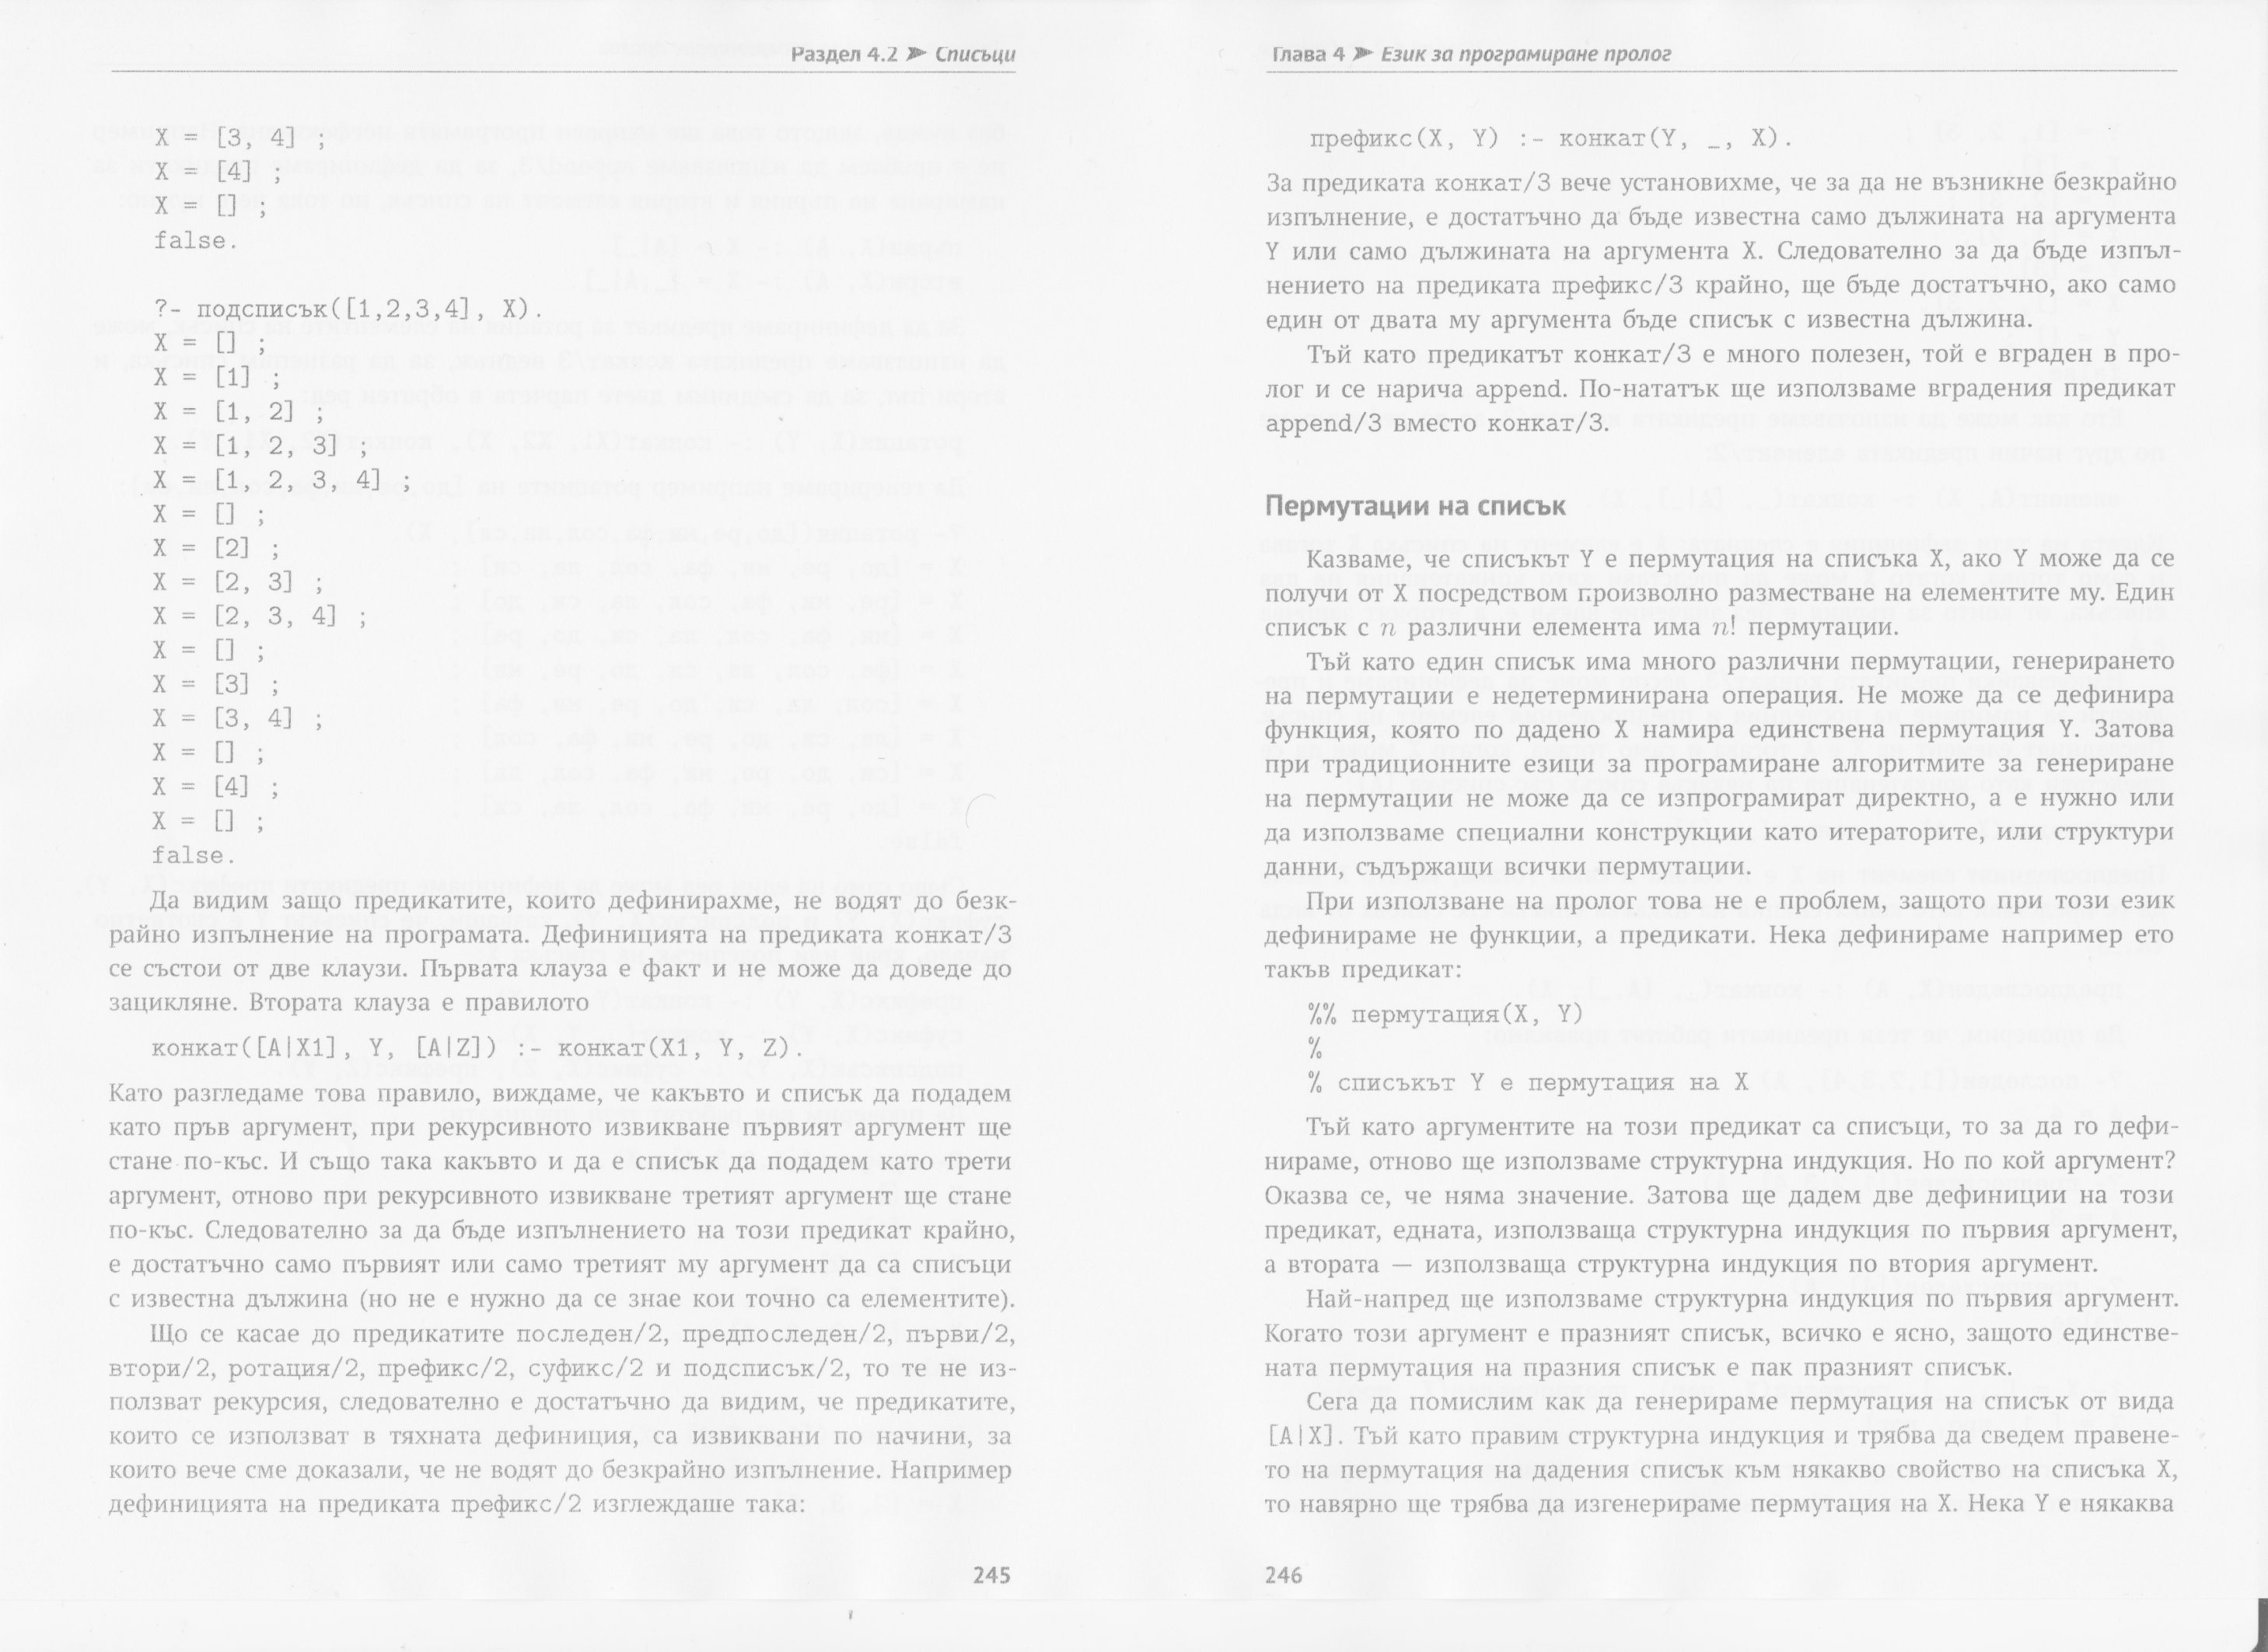 Раздел 4.2 ➤ Списъци
X = [3, 4] ;
X = [4] ;
X = [] ;
false.
?- подсписък([1,2,3,4], X).
X = [] ;
X = [1] ;
X = [1, 2] ;
X = [1, 2, 3] ;
X = [1, 2, 3, 4] ;
X = [] ;
X = [2] ;
X = [2, 3] ;
X = [2, 3, 4] ;
X = [] ;
X = [3] ;
X = [3, 4] ;
X = [] ;
X = [4] ;
X = [] ;
false.
Да видим защо предикатите, които дефинирахме, не водят до безк-
райно изпълнение на програмата. Дефиницията на предиката конкат/3
се състои от две клаузи. Първата клауза е факт и не може да доведе до
зацикляне. Втората клауза е правилото
конкат([A|X1], Y, [A|Z]) :- конкат(X1, Y, Z).
Като разгледаме това правило, виждаме, че какъвто и списък да подадем
като пръв аргумент, при рекурсивното извикване първият аргумент ще
стане по-къс. И също така какъвто и да е списък да подадем като трети
аргумент, отново при рекурсивното извикване третият аргумент ще стане
по-къс. Следователно за да бъде изпълнението на този предикат крайно,
е достатъчно само първият или само третият му аргумент да са списъци
с известна дължина (но не е нужно да се знае кои точно са елементите).
Що се касае до предикатите последен/2, предпоследен/2, първи/2,
втори/2, ротация/2, префикс/2, суфикс/2 и подсписък/2, то те не из-
ползват рекурсия, следователно е достатъчно да видим, че предикатите,
които се използват в тяхната дефиниция, са извиквани по начини, за
които вече сме доказали, че не водят до безкрайно изпълнение. Например
дефиницията на предиката префикс/2 изглеждаше така:
245
Глава 4 ➤ Език за програмиране пролог
префикс(X, Y) :- конкат(Y, _, X).
За предиката конкат/3 вече установихме, че за да не възникне безкрайно
изпълнение, е достатъчно да бъде известна само дължината на аргумента
Y или само дължината на аргумента X. Следователно за да бъде изпъл-
нението на предиката префикс/3 крайно, ще бъде достатъчно, ако само
един от двата му аргумента бъде списък с известна дължина.
Тъй като предикатът конкат/3 е много полезен, той е вграден в про-
лог и се нарича append. По-нататък ще използваме вградения предикат
append/3 вместо конкат/3.
Пермутации на списък
Казваме, че списъкът Y е пермутация на списъка X, ако Y може да се
получи от X посредством произволно разместване на елементите му. Един
списък с n различни елемента има n! пермутации.
Тъй като един списък има много различни пермутации, генерирането
на пермутации е недетерминирана операция. Не може да се дефинира
функция, която по дадено X намира единствена пермутация Y. Затова
при традиционните езици за програмиране алгоритмите за генериране
на пермутации не може да се изпрограмират директно, а е нужно или
да използваме специални конструкции като итераторите, или структури
данни, съдържащи всички пермутации.
При използване на пролог това не е проблем, защото при този език
дефинираме не функции, а предикати. Нека дефинираме например ето
такъв предикат:
%% пермутация(X, Y)
%
% списъкът Y е пермутация на X
Тъй като аргументите на този предикат са списъци, то за да го дефи-
нираме, отново ще използваме структурна индукция. Но по кой аргумент?
Оказва се, че няма значение. Затова ще дадем две дефиниции на този
предикат, едната, използваща структурна индукция по първия аргумент,
а втората — използваща структурна индукция по втория аргумент.
Най-напред ще използваме структурна индукция по първия аргумент.
Когато този аргумент е празният списък, всичко е ясно, защото единстве-
ната пермутация на празния списък е пак празният списък.
Сега да помислим как да генерираме пермутация на списък от вида
[A|X]. Тъй като правим структурна индукция и трябва да сведем правене-
то на пермутация на дадения списък към някакво свойство на списъка X,
то навярно ще трябва да изгенерираме пермутация на X. Нека Y е някаква
246